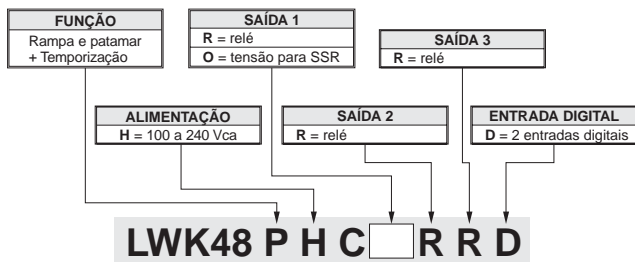 FUNÇÃO
Rampa e patamar
+ Temporização
SAÍDA 1
R = relé
O = tensão para SSR
SAÍDA 3
R = relé
ALIMENTAÇÃO
H = 100 a 240 Vca
SAÍDA 2
R = relé
ENTRADA DIGITAL
D = 2 entradas digitais
LWK48 P H C R R D